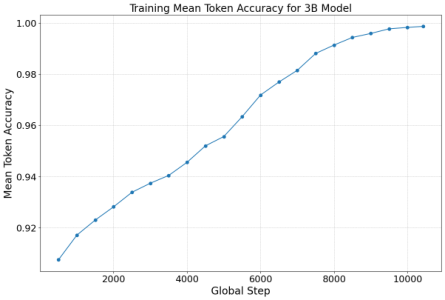 Training Mean Token Accuracy for 3B Model
1.00
0.98
0.96
0.94
0.92
Mean Token Accuracy
2000 4000 6000 8000 10000
Global Step